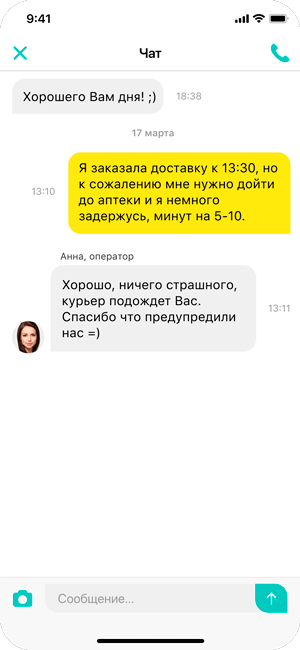 9:41
Чат
Хорошего Вам дня! ;)
18:38
17 марта
Я заказала доставку к 13:30, но
к сожалению мне нужно дойти
до аптеки и я немного
задержусь, минут на 5-10.
13:10
Анна, оператор
Хорошо, ничего страшного,
курьер подождет Вас.
Спасибо что предупредили
нас =)
13:11
Сообщение...